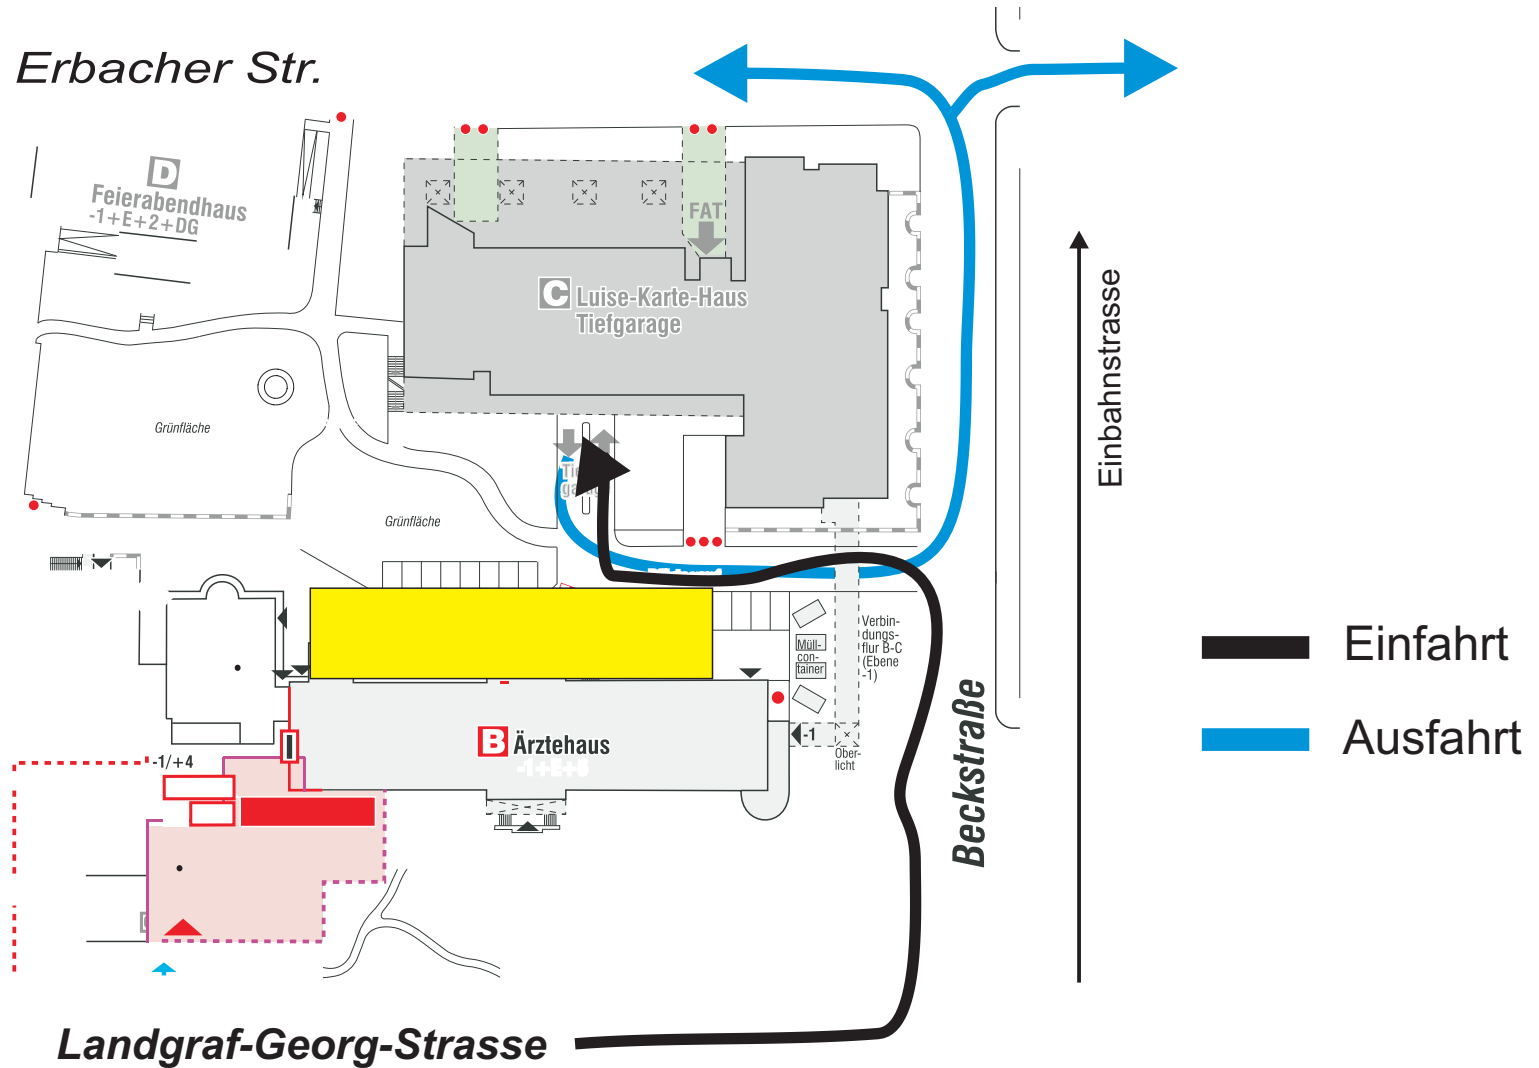 Erbacher Str.
D
Feierabendhaus
-1+E+2+DG
FAT
C Luise-Karte-Haus
Tiefgarage
Einbahnstrasse
Grünfläche
Grünfläche
Verbin-
dungs-
flur B-C
(Ebene
-1)
Müll-
con-
tainer
Einfahrt
Ausfahrt
Beckstraße
B Ärztehaus
-1
Ober-
licht
-1/+4
Landgraf-Georg-Strasse